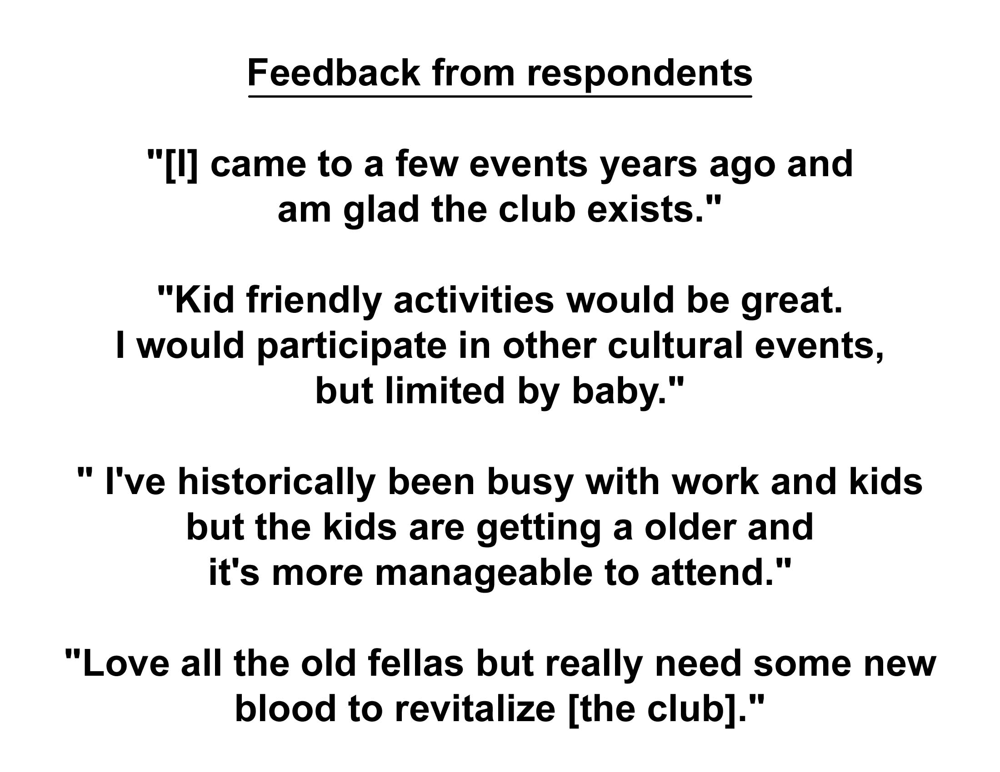 Feedback from respondents
"[I] came to a few events years ago and
am glad the club exists."
"Kid friendly activities would be great.
I would participate in other cultural events,
but limited by baby."
" I've historically been busy with work and kids
but the kids are getting a older and
it's more manageable to attend."
"Love all the old fellas but really need some new
blood to revitalize [the club]."